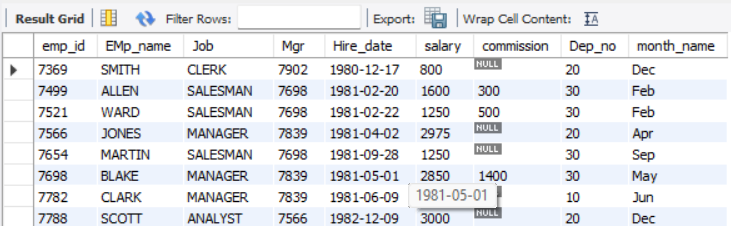 Result Grid Filter Rows: Export: Wrap Cell Content: IA
emp_id EMp_name Job Mgr Hire_date salary commission Dep_no month_name
7369 SMITH CLERK 7902 1980-12-17 800 NULL 20 Dec
7499 ALLEN SALESMAN 7698 1981-02-20 1600 300 30 Feb
7521 WARD SALESMAN 7698 1981-02-22 1250 500 30 Feb
7566 JONES MANAGER 7839 1981-04-02 2975 NULL 20 Apr
7654 MARTIN SALESMAN 7698 1981-09-28 1250 NULL 30 Sep
7698 BLAKE MANAGER 7839 1981-05-01 2850 1400 30 May
7782 CLARK MANAGER 7839 1981-06-09 1981-05-01 10 Jun
7788 SCOTT ANALYST 7566 1982-12-09 3000 NULL 20 Dec